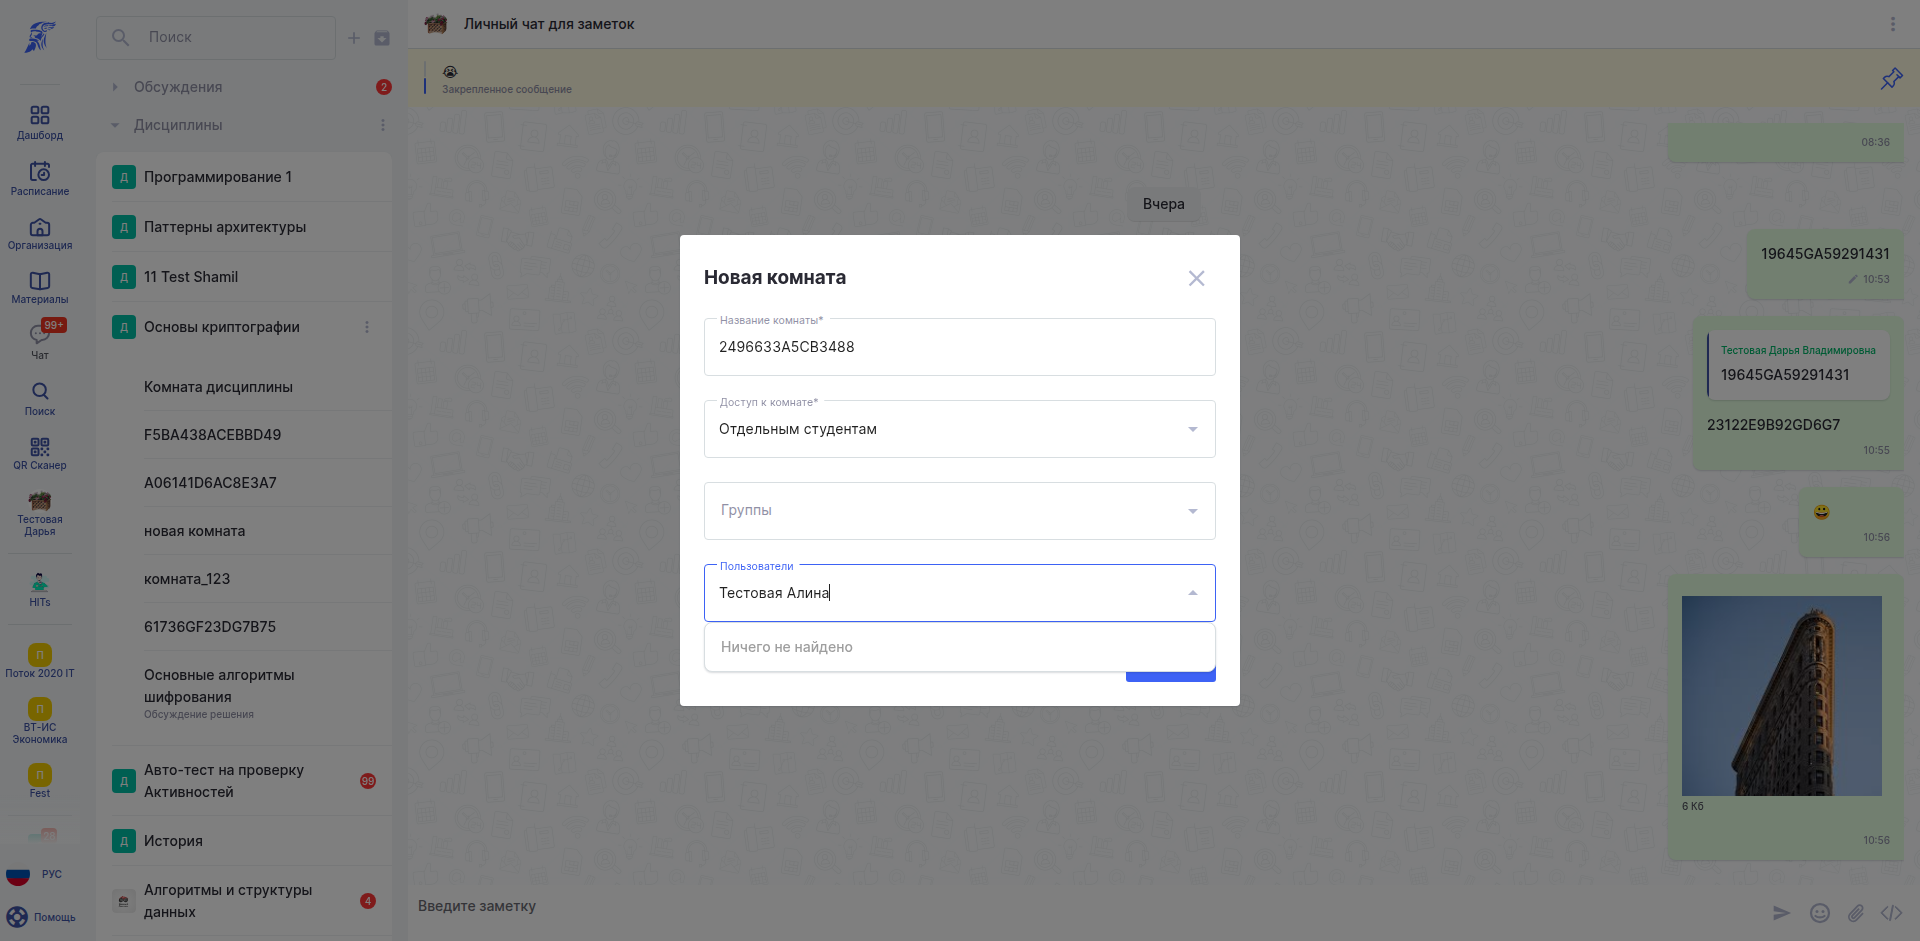 Дашборд
Расписание
Организация
Материалы
99+
Чат
Поиск
QR Сканер
Тестовая
Дарья
HITs
П
Поток 2020 IT
П
ВТ-ИС
Экономика
П
Fest
РУС
Помощь
Поиск
Обсуждения
2
Дисциплины
Д
Программирование 1
Д
Паттерны архитектуры
Д
11 Test Shamil
Д
Основы криптографии
Комната дисциплины
F5BA438ACEBBD49
A06141D6AC8E3A7
новая комната
комната_123
61736GF23DG7B75
Основные алгоритмы
шифрования
Обсуждение решения
Д
Авто-тест на проверку
Активностей
99
Д
История
Алгоритмы и структуры
данных
4
Личный чат для заметок
Закрепленное сообщение
08:36
Вчера
19645GA59291431
10:53
Тестовая Дарья Владимировна
19645GA59291431
23122E9B92GD6G7
10:55
10:56
6 Кб
10:56
Введите заметку
Новая комната
Название комнаты*
2496633A5CB3488
Доступ к комнате*
Отдельным студентам
Группы
Пользователи
Тестовая Алина
Ничего не найдено